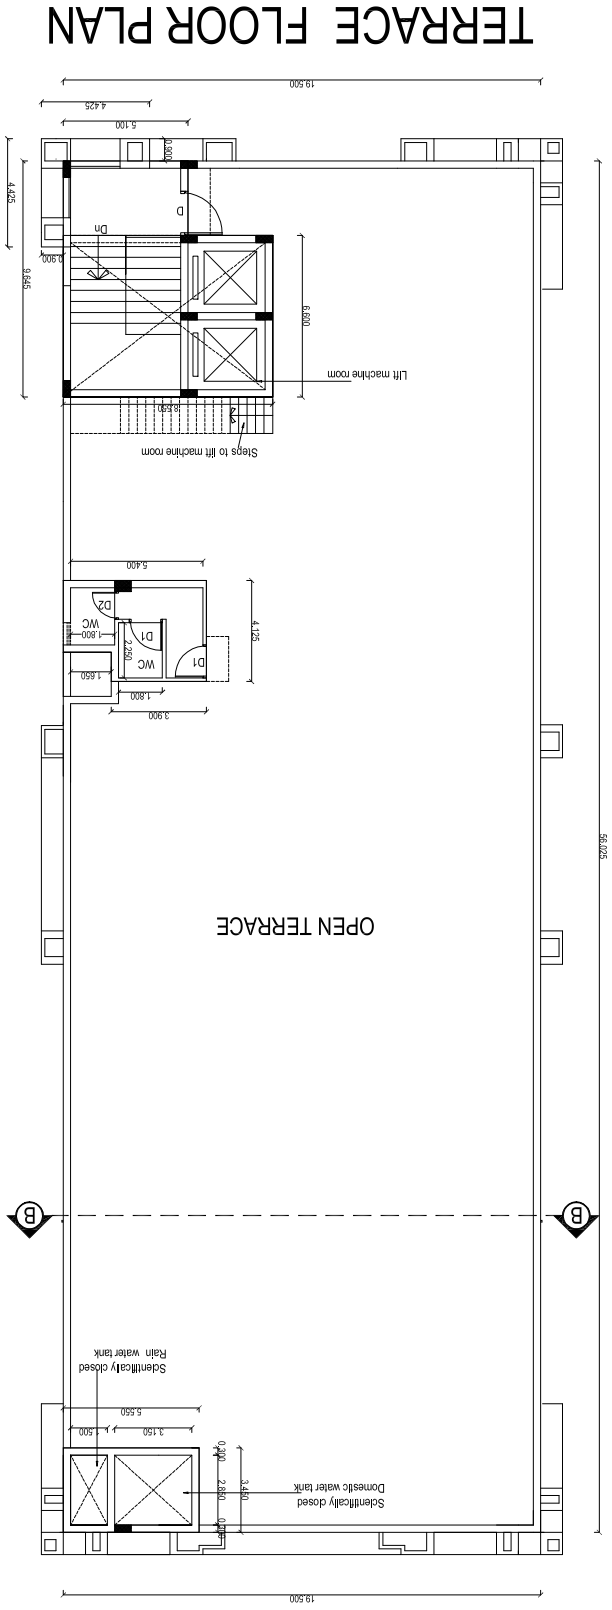 19.500
0.300
Scientifically closed
Domestic water tank
3.450
2.850
0.300
3.150
1.500
5.550
Scientifically closed
Rain water tank
B
B
OPEN TERRACE
56.025
3.900
1.800
1.650
D1
WC
2.250
D1
1.800
WC
4.125
D2
5.400
Steps to lift machine room
8.550
Lift machine room
6.600
9.645
0.900
Dn
D
4.425
0.900
5.100
4.425
19.500
TERRACE FLOOR PLAN